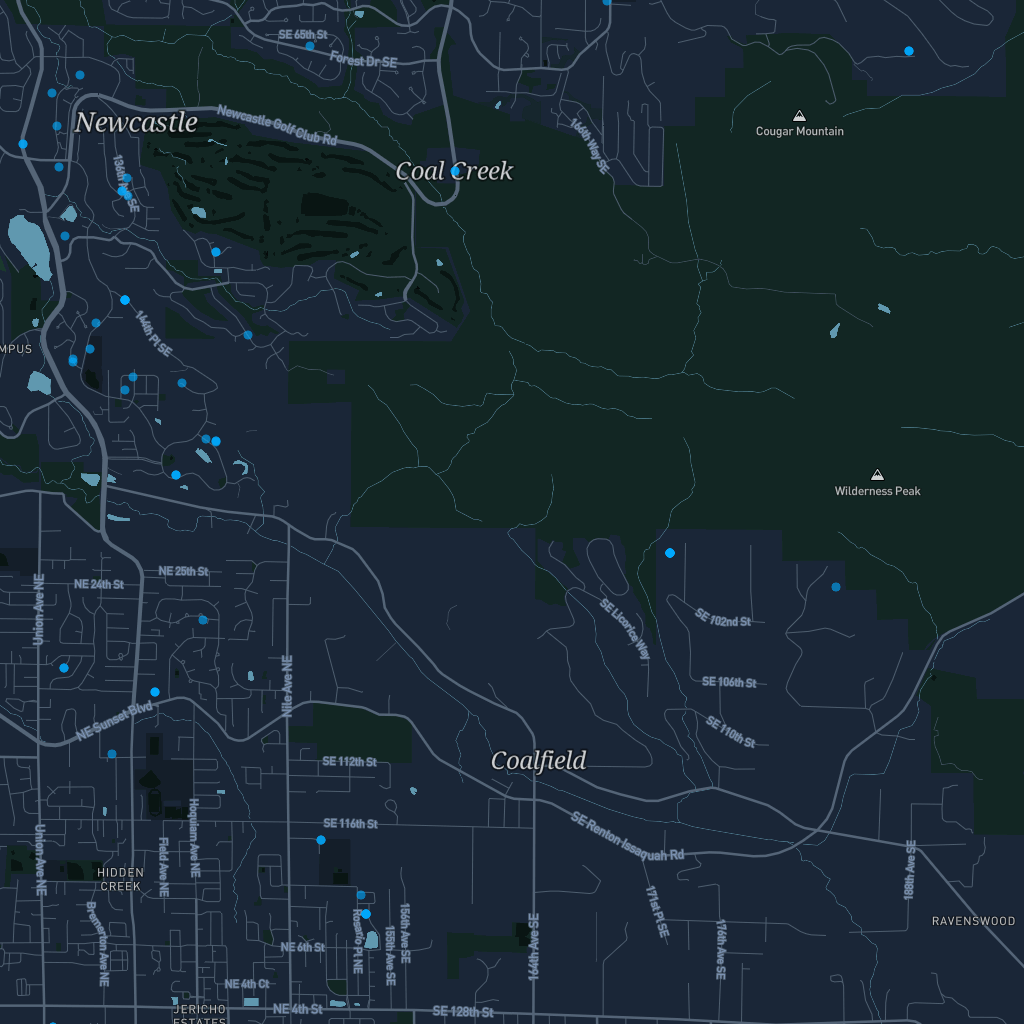 SE 65th St
Forest Dr SE
Newcastle
Newcastle Golf Club Rd
Cougar Mountain
166th Way SE
Coal Creek
136th Ave SE
144th Pl SE
MPUS
Wilderness Peak
NE 25th St
NE 24th St
Union Ave NE
SE Licorice Way
SE 102nd St
Nile Ave NE
SE 106th St
NE Sunset Blvd
SE 110th St
SE 112th St
Coalfield
SE 116th St
SE Renton Issaquah Rd
Union Ave NE
Field Ave NE
Hoquiam Ave NE
188th Ave SE
HIDDEN
CREEK
Bremerton Ave NE
Rosario Pl NE
155th Ave SE
156th Ave SE
164th Ave SE
171st Pl SE
176th Ave SE
RAVENSWOOD
NE 6th St
NE 4th Ct
NE 4th St
SE 128th St
JERICHO
ESTATES